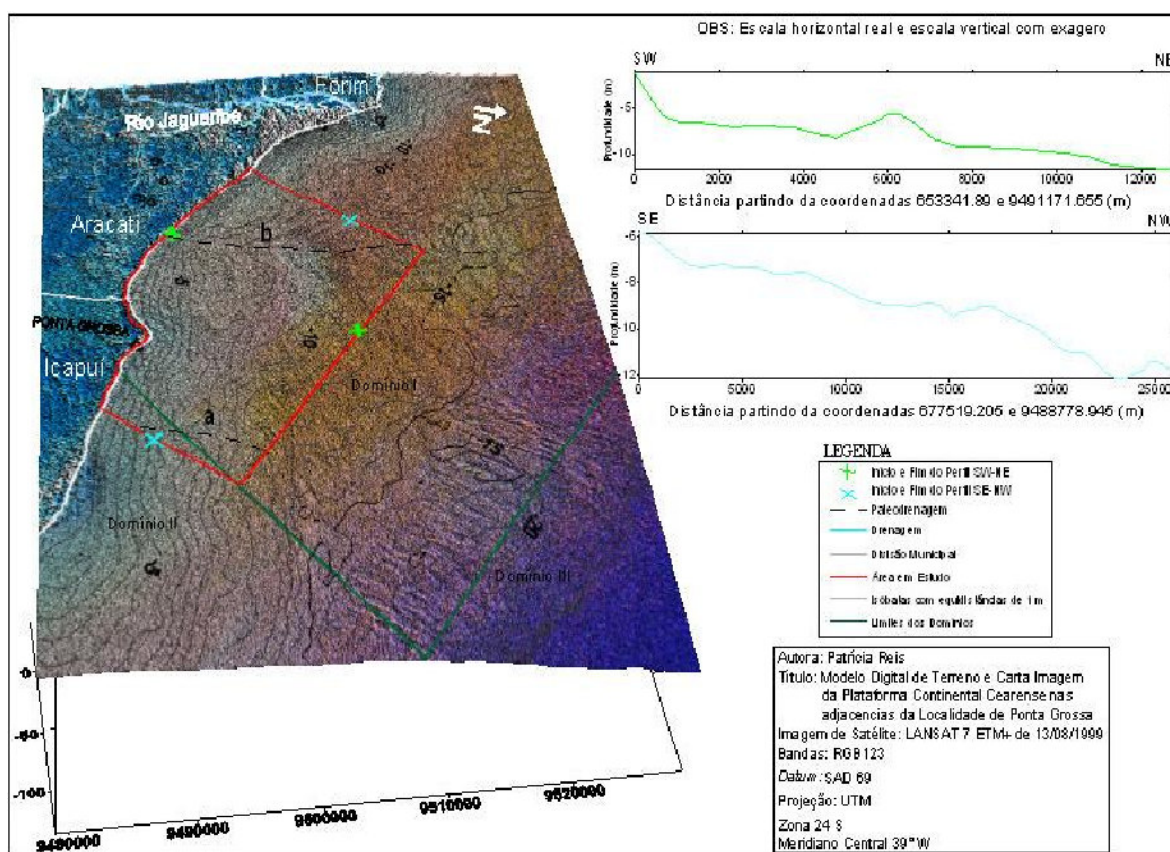 OBS: Escala horizontal real e escala vertical com exagero
SW NE
Profundidade (m)
-5
-10
0 2000 4000 6000 8000 10000 12000
Distância partindo da coordenadas 653341.89 e 9491171.655 (m)
SE NW
Profundidade (m)
-6
-8
-10
-12
0 5000 10000 15000 20000 25000
Distância partindo da coordenadas 677519.205 e 9488778.945 (m)
Forim
Rio Jaguaribe
N
Aracati
b
PONTA GROSSA
Icapuí
Domínio I
a
Domínio II
Domínio III
0
-50
-100
9480000 9490000 9500000 9510000 9520000
LEGENDA
Início e Fim do Perfil SW-NE
Início e Fim do Perfil SE-NW
Paleodrenagem
Drenagem
Divisão Municipal
Área em Estudo
Isóbatas com equidistâncias de 1 m
Limites dos Domínios
Autora: Patrícia Reis
Título: Modelo Digital de Terreno e Carta Imagem
da Plataforma Continental Cearense nas
adjacencias da Localidade de Ponta Grossa
Imagem de Satélite: LANSAT 7 ETM+ de 13/08/1999
Bandas: RGB 123
Datum: SAD 69
Projeção: UTM
Zona 24 S
Meridiano Central 39° W